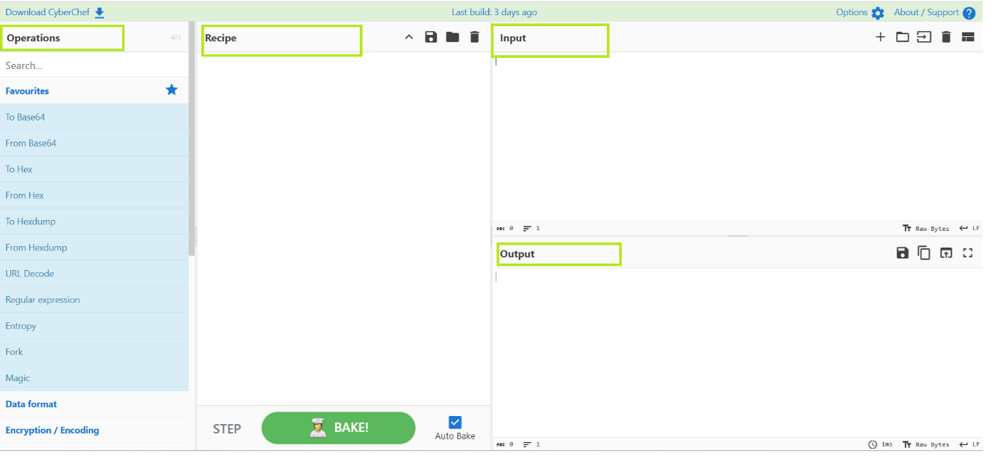 Download CyberChef
Last build: 3 days ago
Options
About / Support
Operations
473
Search...
Favourites
To Base64
From Base64
To Hex
From Hex
To Hexdump
From Hexdump
URL Decode
Regular expression
Entropy
Fork
Magic
Data format
Encryption / Encoding
Recipe
STEP
BAKE!
Auto Bake
Input
ABC 0 1
Tт Raw Bytes LF
Output
ABC 0 1
1ms Tт Raw Bytes LF